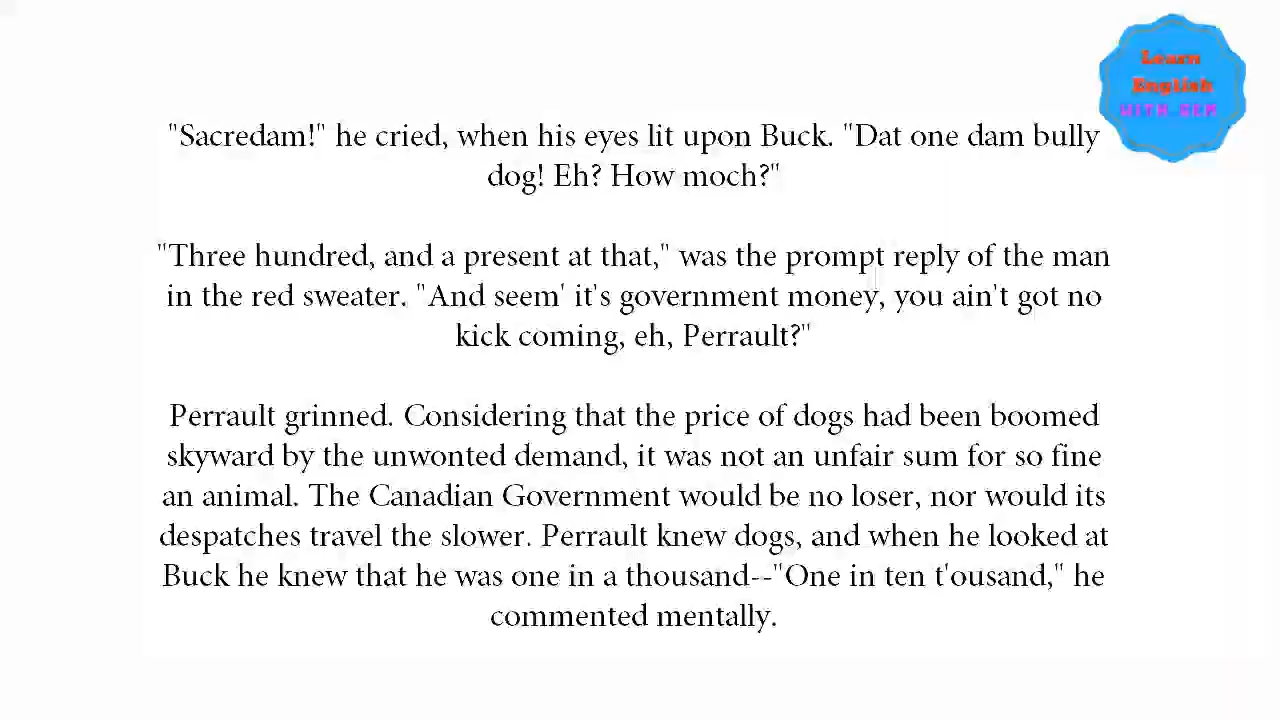 Learn
English
WITH-GEM
"Sacredam!" he cried, when his eyes lit upon Buck. "Dat one dam bully
dog! Eh? How moch?"
"Three hundred, and a present at that," was the prompt reply of the man
in the red sweater. "And seem' it's government money, you ain't got no
kick coming, eh, Perrault?"
Perrault grinned. Considering that the price of dogs had been boomed
skyward by the unwonted demand, it was not an unfair sum for so fine
an animal. The Canadian Government would be no loser, nor would its
despatches travel the slower. Perrault knew dogs, and when he looked at
Buck he knew that he was one in a thousand--"One in ten t'ousand," he
commented mentally.